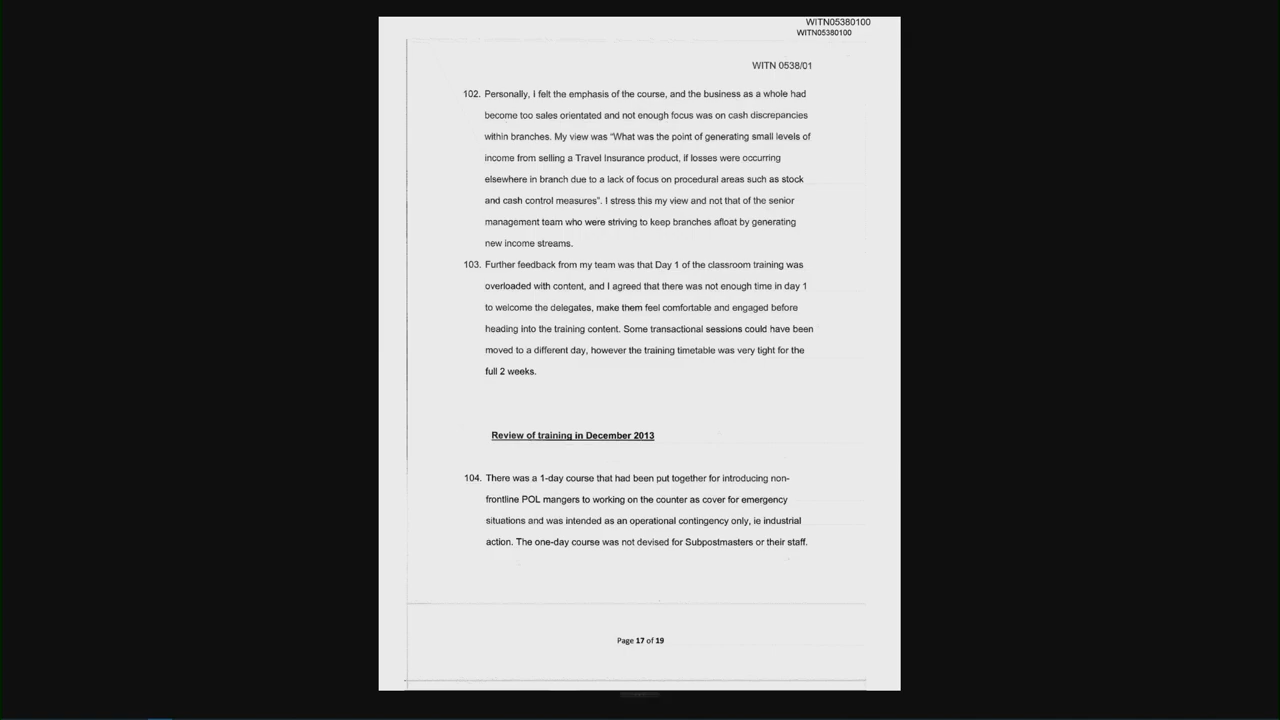 WITN05380100
WITN05380100
WITN 0538/01
102. Personally, I felt the emphasis of the course, and the business as a whole had
become too sales orientated and not enough focus was on cash discrepancies
within branches. My view was "What was the point of generating small levels of
income from selling a Travel Insurance product, if losses were occurring
elsewhere in branch due to a lack of focus on procedural areas such as stock
and cash control measures". I stress this my view and not that of the senior
management team who were striving to keep branches afloat by generating
new income streams.
103. Further feedback from my team was that Day 1 of the classroom training was
overloaded with content, and I agreed that there was not enough time in day 1
to welcome the delegates, make them feel comfortable and engaged before
heading into the training content. Some transactional sessions could have been
moved to a different day, however the training timetable was very tight for the
full 2 weeks.
Review of training in December 2013
104. There was a 1-day course that had been put together for introducing non-
frontline POL mangers to working on the counter as cover for emergency
situations and was intended as an operational contingency only, ie industrial
action. The one-day course was not devised for Subpostmasters or their staff.
Page 17 of 19